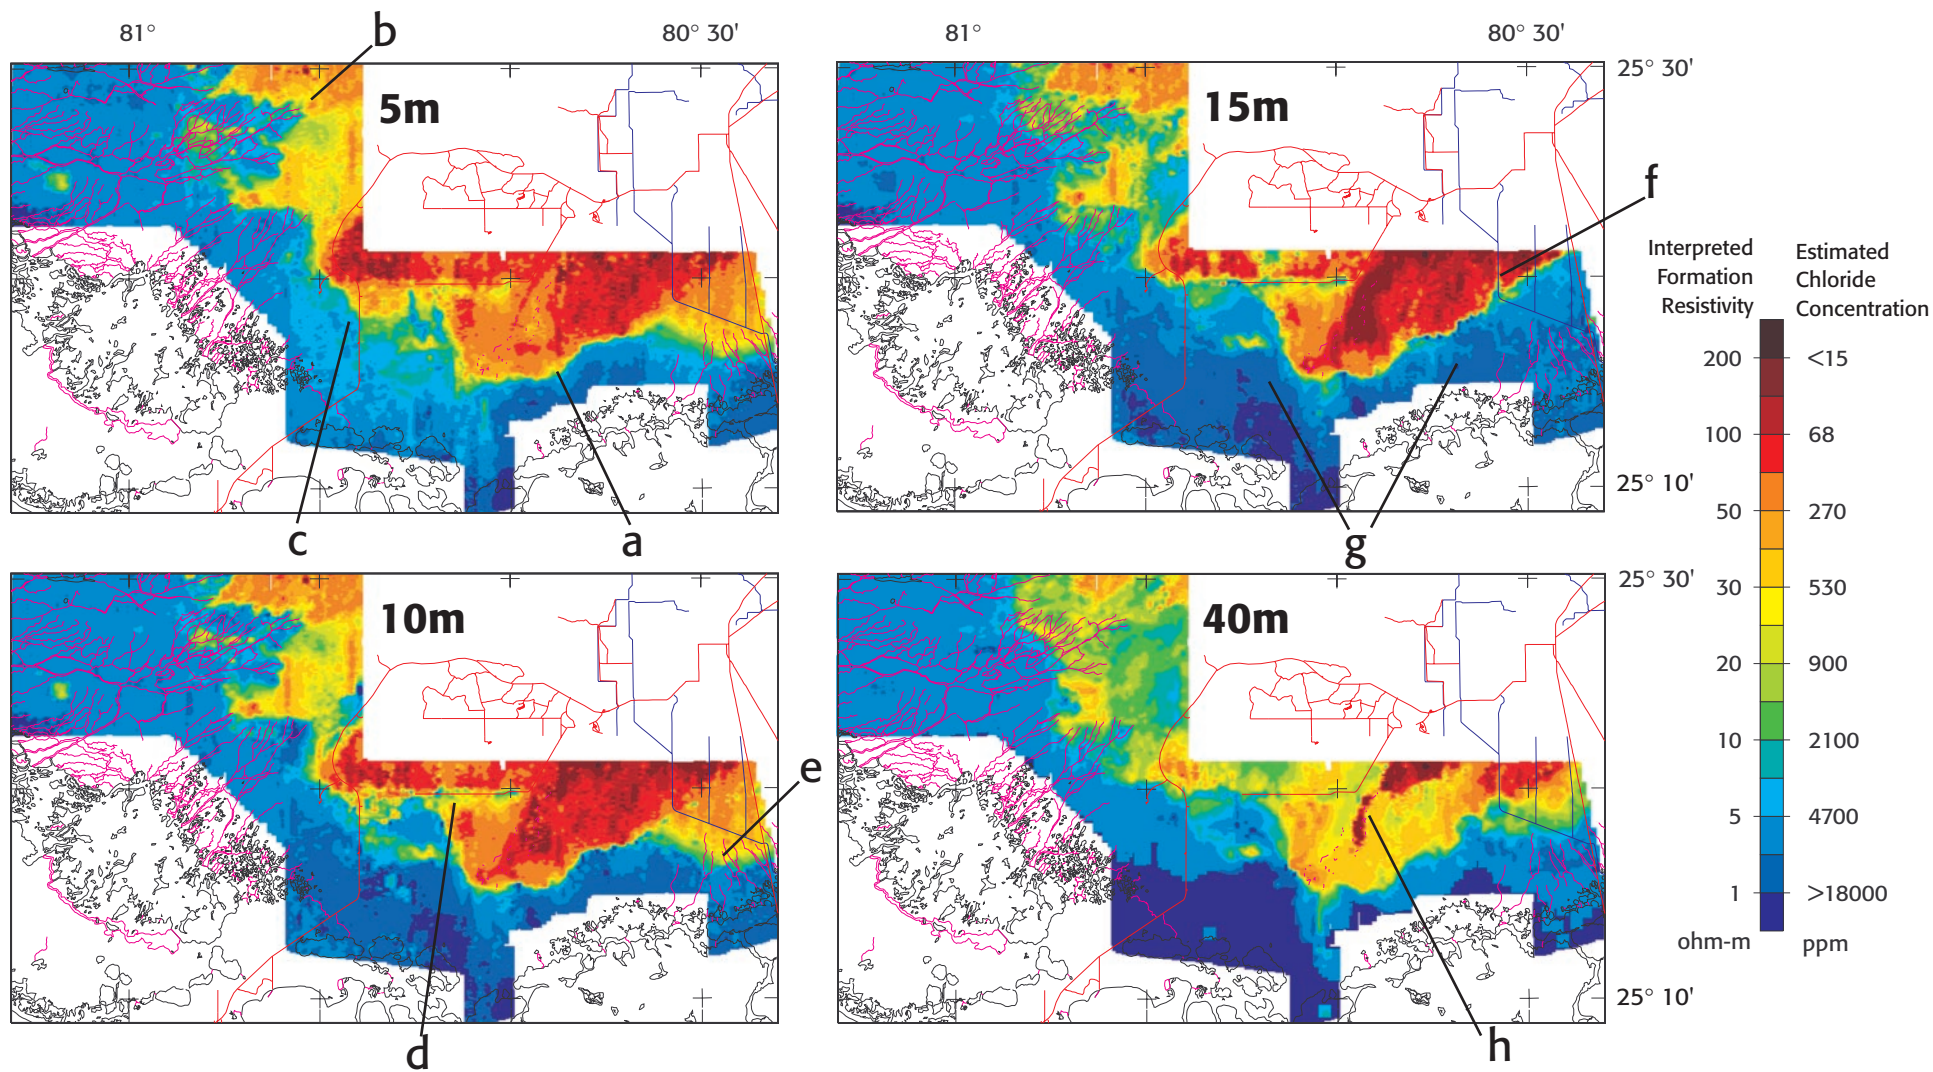 b
81°
80° 30'
81°
80° 30'
25° 30'
5m
15m
f
Interpreted
Formation
Resistivity
Estimated
Chloride
Concentration
200
<15
100
68
25° 10'
50
270
c
a
g
25° 30'
30
530
10m
40m
20
900
10
2100
e
5
4700
1
>18000
ohm-m
ppm
25° 10'
d
h